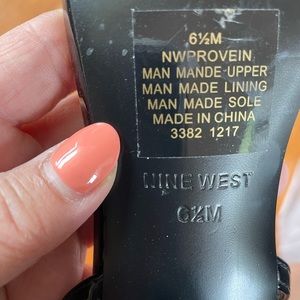 6½M
NWPROVEIN
MAN MANDE UPPER
MAN MADE LINING
MAN MADE SOLE
MADE IN CHINA
3382 1217
NINE WEST
6½M